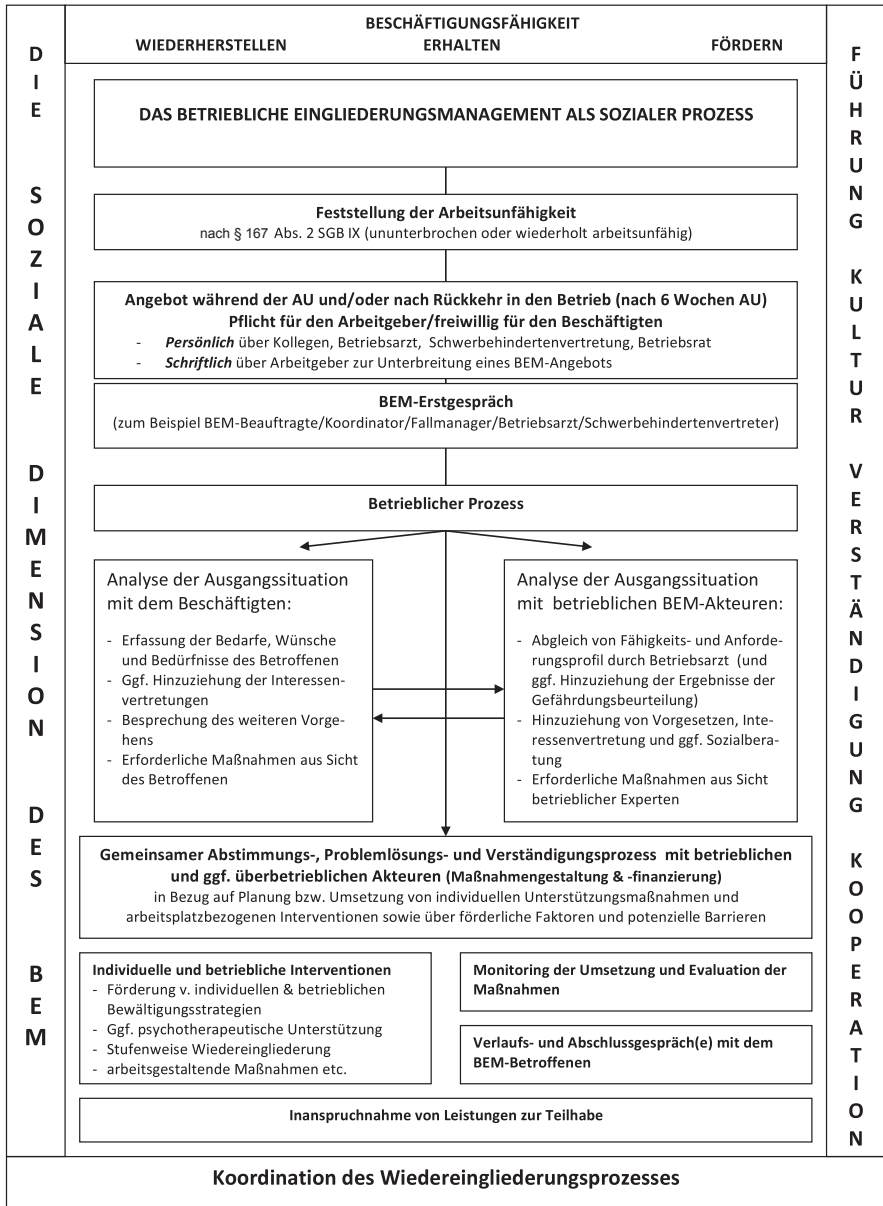 BESCHÄFTIGUNGSFÄHIGKEIT
WIEDERHERSTELLEN ERHALTEN FÖRDERN
DIE SOZIALE DIMENSION DES BEM
DAS BETRIEBLICHE EINGLIEDERUNGSMANAGEMENT ALS SOZIALER PROZESS
Feststellung der Arbeitsunfähigkeit
nach § 167 Abs. 2 SGB IX (ununterbrochen oder wiederholt arbeitsunfähig)
Angebot während der AU und/oder nach Rückkehr in den Betrieb (nach 6 Wochen AU)
Pflicht für den Arbeitgeber/freiwillig für den Beschäftigten
- Persönlich über Kollegen, Betriebsarzt, Schwerbehindertenvertretung, Betriebsrat
- Schriftlich über Arbeitgeber zur Unterbreitung eines BEM-Angebots
BEM-Erstgespräch
(zum Beispiel BEM-Beauftragte/Koordinator/Fallmanager/Betriebsarzt/Schwerbehindertenvertreter)
Betrieblicher Prozess
Analyse der Ausgangssituation
mit dem Beschäftigten:
- Erfassung der Bedarfe, Wünsche
und Bedürfnisse des Betroffenen
- Ggf. Hinzuziehung der Interessen-
vertretungen
- Besprechung des weiteren Vorge-
hens
- Erforderliche Maßnahmen aus Sicht
des Betroffenen
Analyse der Ausgangssituation
mit betrieblichen BEM-Akteuren:
- Abgleich von Fähigkeits- und Anforde-
rungsprofil durch Betriebsarzt (und
ggf. Hinzuziehung der Ergebnisse der
Gefährdungsbeurteilung)
- Hinzuziehung von Vorgesetzen, Inte-
ressenvertretung und ggf. Sozialbera-
tung
- Erforderliche Maßnahmen aus Sicht
betrieblicher Experten
Gemeinsamer Abstimmungs-, Problemlösungs- und Verständigungsprozess mit betrieblichen
und ggf. überbetrieblichen Akteuren (Maßnahmengestaltung & -finanzierung)
in Bezug auf Planung bzw. Umsetzung von individuellen Unterstützungsmaßnahmen und
arbeitsplatzbezogenen Interventionen sowie über förderliche Faktoren und potenzielle Barrieren
Individuelle und betriebliche Interventionen
- Förderung v. individuellen & betrieblichen
Bewältigungsstrategien
- Ggf. psychotherapeutische Unterstützung
- Stufenweise Wiedereingliederung
- arbeitsgestaltende Maßnahmen etc.
Monitoring der Umsetzung und Evaluation der
Maßnahmen
Verlaufs- und Abschlussgespräch(e) mit dem
BEM-Betroffenen
Inanspruchnahme von Leistungen zur Teilhabe
FÜHRUNG KULTUR VERSTÄNDIGUNG KOOPERATION
Koordination des Wiedereingliederungsprozesses